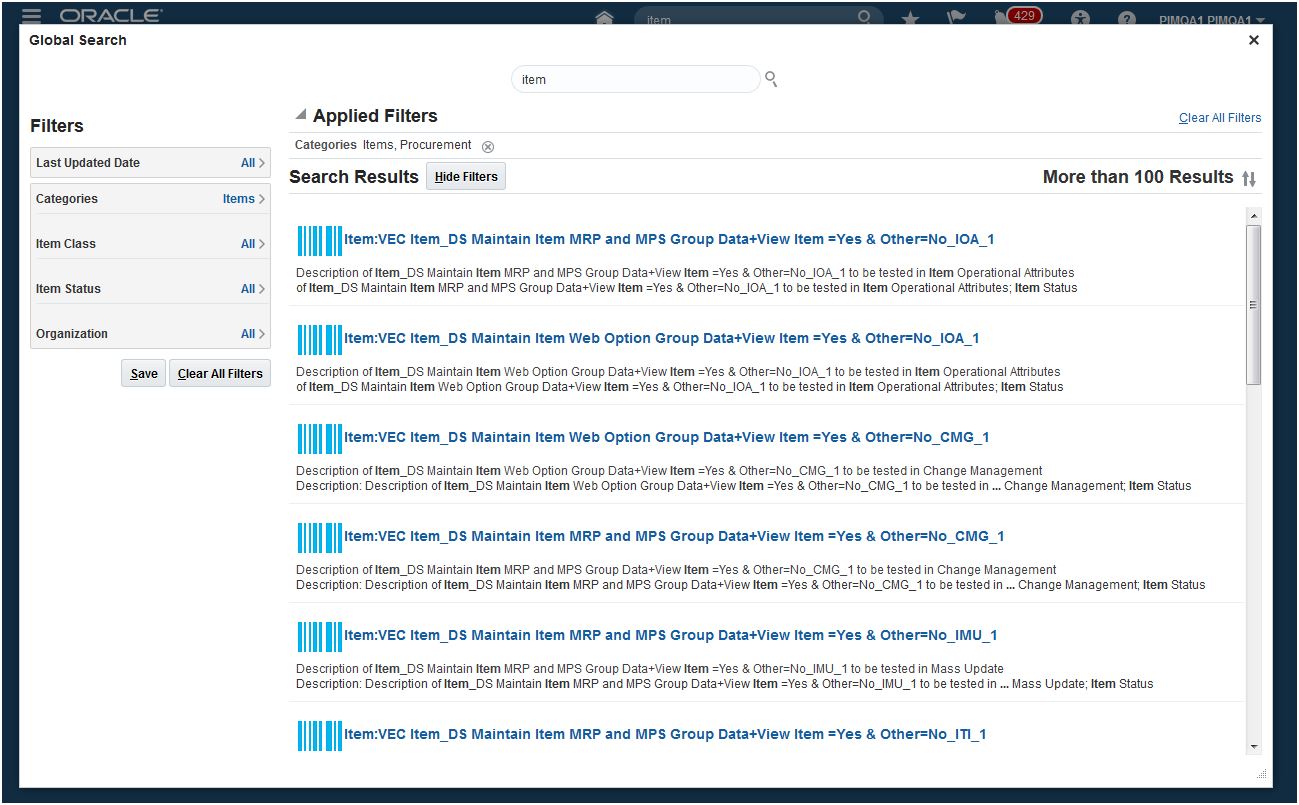 ORACLE®
item
429
PIMQA1 PIMQA1
Global Search
item
Filters
Last Updated Date All
Categories Items
Item Class All
Item Status All
Organization All
Save Clear All Filters
Applied Filters
Clear All Filters
Categories Items, Procurement
Search Results Hide Filters More than 100 Results
Item:VEC Item_DS Maintain Item MRP and MPS Group Data+View Item =Yes & Other=No_IOA_1
Description of Item_DS Maintain Item MRP and MPS Group Data+View Item =Yes & Other=No_IOA_1 to be tested in Item Operational Attributes
of Item_DS Maintain Item MRP and MPS Group Data+View Item =Yes & Other=No_IOA_1 to be tested in Item Operational Attributes; Item Status
Item:VEC Item_DS Maintain Item Web Option Group Data+View Item =Yes & Other=No_IOA_1
Description of Item_DS Maintain Item Web Option Group Data+View Item =Yes & Other=No_IOA_1 to be tested in Item Operational Attributes
of Item_DS Maintain Item Web Option Group Data+View Item =Yes & Other=No_IOA_1 to be tested in Item Operational Attributes; Item Status
Item:VEC Item_DS Maintain Item Web Option Group Data+View Item =Yes & Other=No_CMG_1
Description of Item_DS Maintain Item Web Option Group Data+View Item =Yes & Other=No_CMG_1 to be tested in Change Management
Description: Description of Item_DS Maintain Item Web Option Group Data+View Item =Yes & Other=No_CMG_1 to be tested in ... Change Management; Item Status
Item:VEC Item_DS Maintain Item MRP and MPS Group Data+View Item =Yes & Other=No_CMG_1
Description of Item_DS Maintain Item MRP and MPS Group Data+View Item =Yes & Other=No_CMG_1 to be tested in Change Management
Description: Description of Item_DS Maintain Item MRP and MPS Group Data+View Item =Yes & Other=No_CMG_1 to be tested in ... Change Management; Item Status
Item:VEC Item_DS Maintain Item MRP and MPS Group Data+View Item =Yes & Other=No_IMU_1
Description of Item_DS Maintain Item MRP and MPS Group Data+View Item =Yes & Other=No_IMU_1 to be tested in Mass Update
Description: Description of Item_DS Maintain Item MRP and MPS Group Data+View Item =Yes & Other=No_IMU_1 to be tested in ... Mass Update; Item Status
Item:VEC Item_DS Maintain Item MRP and MPS Group Data+View Item =Yes & Other=No_ITI_1